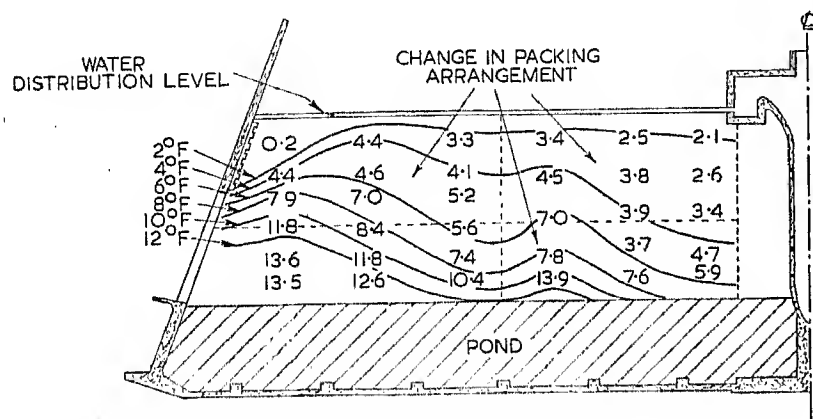 WATER
DISTRIBUTION LEVEL
CHANGE IN PACKING
ARRANGEMENT
0·2 4·4 3·3 3·4 2·5 2·1
2°F
4°F
6°F
8°F
10°F
12°F
4·4 4·6 4·1 4·5 3·8 2·6
7·9 7·0 5·2
11·8 8·4 5·6 7·0 3·9 3·4
13·6 11·8 7·4 7·8 3·7 4·7
13·5 12·6 10·4 13·9 7·6 5·9
POND